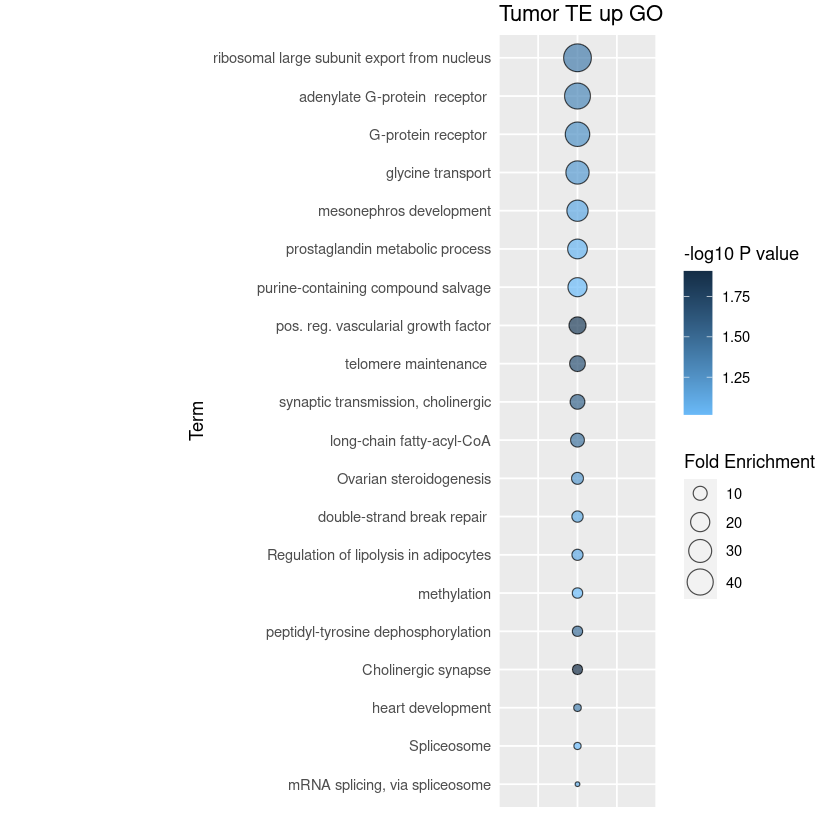 Tumor TE up GO
ribosomal large subunit export from nucleus
adenylate G-protein  receptor
G-protein receptor
glycine transport
mesonephros development
prostaglandin metabolic process
purine-containing compound salvage
pos. reg. vascularial growth factor
telomere maintenance
synaptic transmission, cholinergic
long-chain fatty-acyl-CoA
Ovarian steroidogenesis
double-strand break repair
Regulation of lipolysis in adipocytes
methylation
peptidyl-tyrosine dephosphorylation
Cholinergic synapse
heart development
Spliceosome
mRNA splicing, via spliceosome
Term
-log10 P value
1.75
1.50
1.25
Fold Enrichment
10
20
30
40